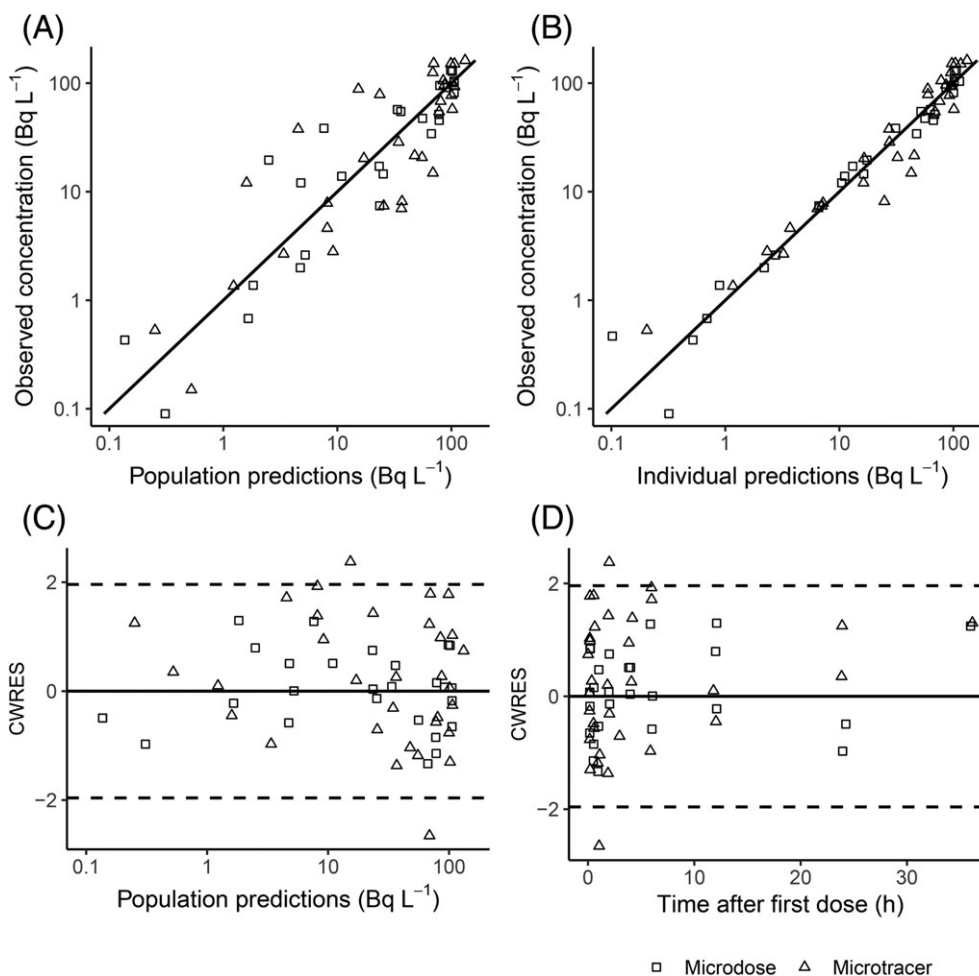 (A)
Observed concentration (Bq L⁻¹)
100
10
1
0.1
0.1 1 10 100
Population predictions (Bq L⁻¹)
(B)
Observed concentration (Bq L⁻¹)
100
10
1
0.1
0.1 1 10 100
Individual predictions (Bq L⁻¹)
(C)
CWRES
2
0
−2
0.1 1 10 100
Population predictions (Bq L⁻¹)
(D)
CWRES
2
0
−2
0 10 20 30
Time after first dose (h)
Microdose Microtracer